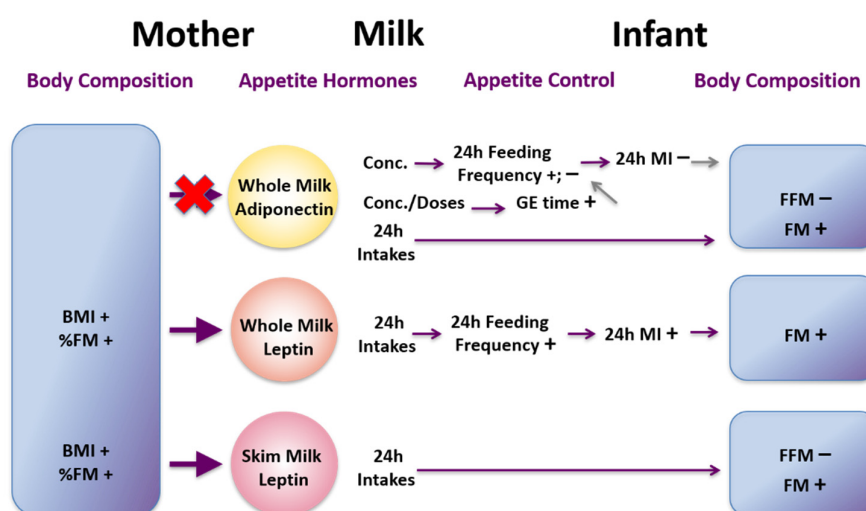 Mother Milk Infant
Body Composition Appetite Hormones Appetite Control Body Composition
Conc. 24h Feeding
Frequency +; – 24h MI –
Whole Milk
Adiponectin
Conc./Doses GE time +
24h
Intakes
FFM –
FM +
BMI +
%FM +
Whole Milk
Leptin
24h
Intakes
24h Feeding
Frequency +
24h MI +
FM +
BMI +
%FM +
Skim Milk
Leptin
24h
Intakes
FFM –
FM +